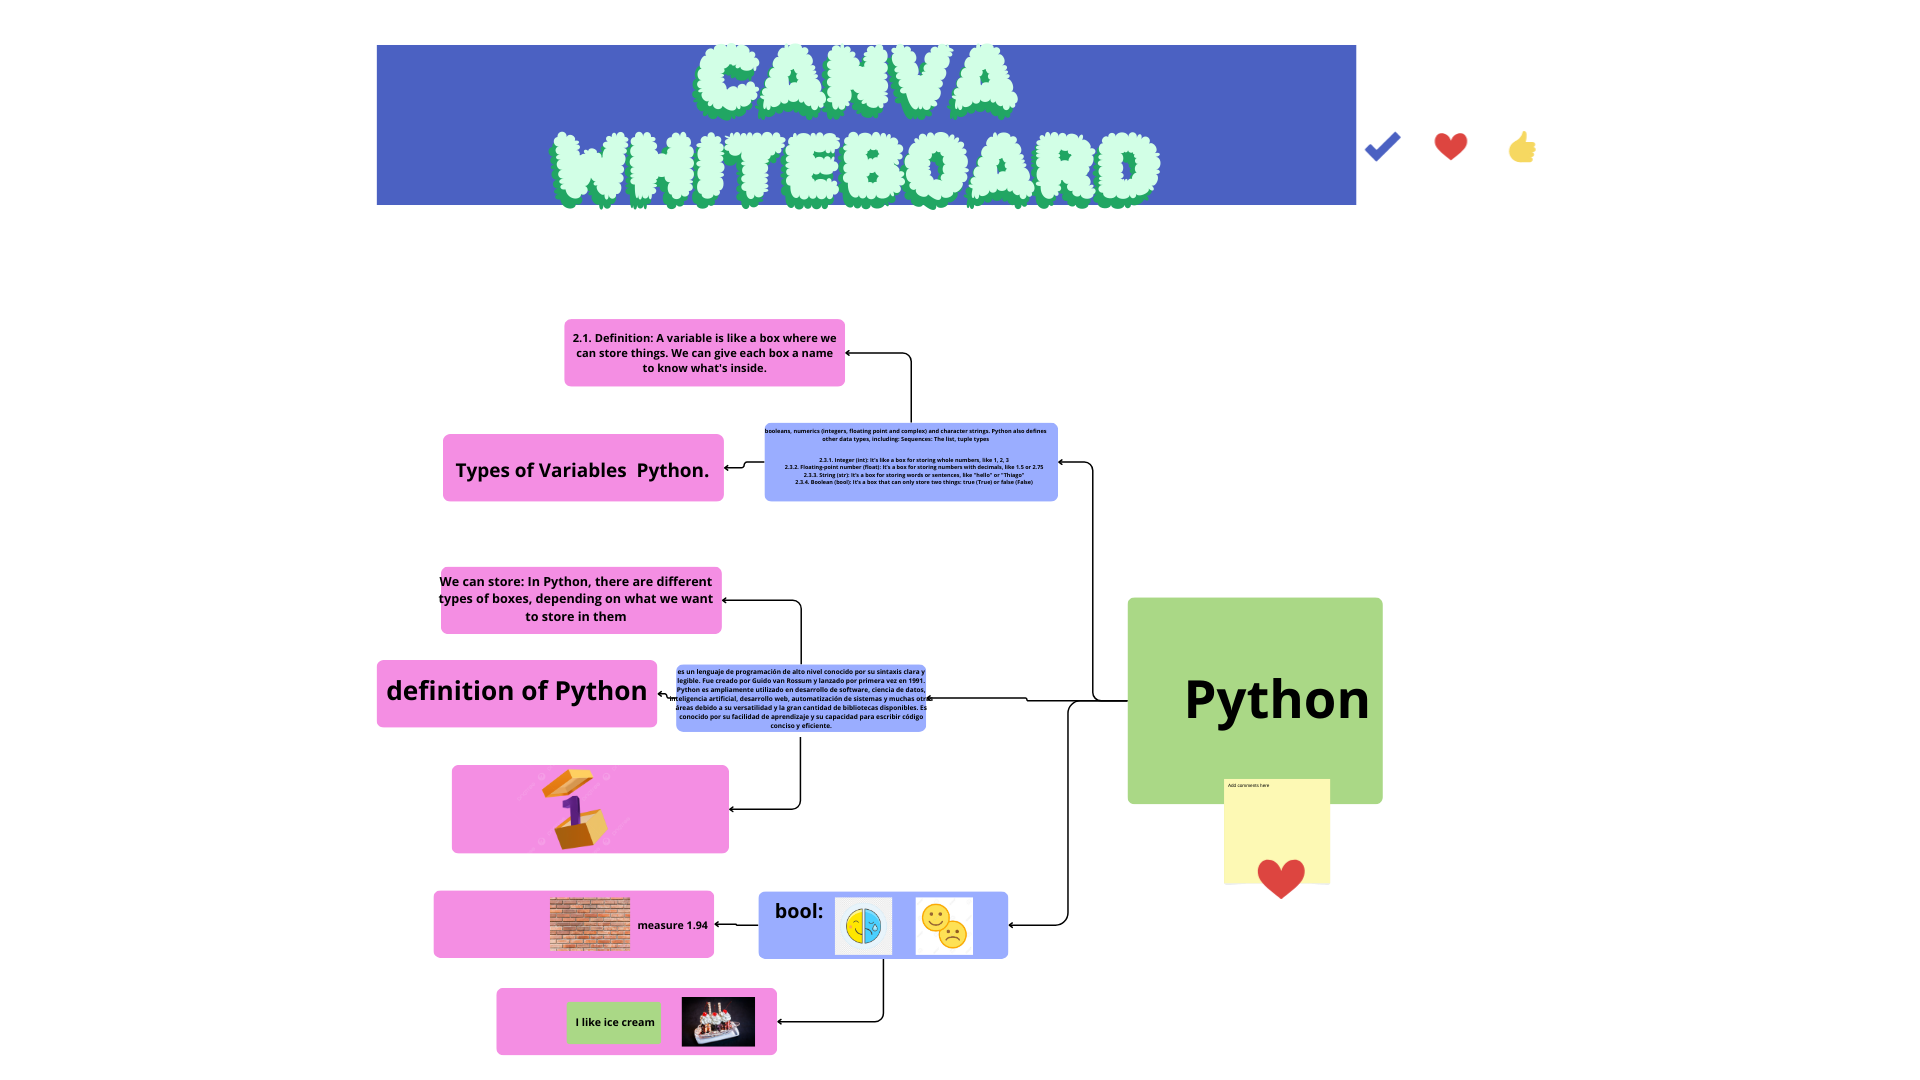 CANVA
WHITEBOARD
2.1. Definition: A variable is like a box where we
can store things. We can give each box a name
to know what's inside.
booleans, numerics (integers, floating point and complex) and character strings. Python also defines
other data types, including: Sequences: The list, tuple types
2.3.1. Integer (int): It's like a box for storing whole numbers, like 1, 2, 3
2.3.2. Floating-point number (float): It's a box for storing numbers with decimals, like 1.5 or 2.75
2.3.3. String (str): It's a box for storing words or sentences, like "hello" or "Thiago"
2.3.4. Boolean (bool): It's a box that can only store two things: true (True) or false (False)
Types of Variables Python.
We can store: In Python, there are different
types of boxes, depending on what we want
to store in them
definition of Python
es un lenguaje de programación de alto nivel conocido por su sintaxis clara y
legible. Fue creado por Guido van Rossum y lanzado por primera vez en 1991.
Python es ampliamente utilizado en desarrollo de software, ciencia de datos,
inteligencia artificial, desarrollo web, automatización de sistemas y muchas otras
áreas debido a su versatilidad y la gran cantidad de bibliotecas disponibles. Es
conocido por su facilidad de aprendizaje y su capacidad para escribir código
conciso y eficiente.
Python
Add comments here
1
bool:
measure 1.94
I like ice cream